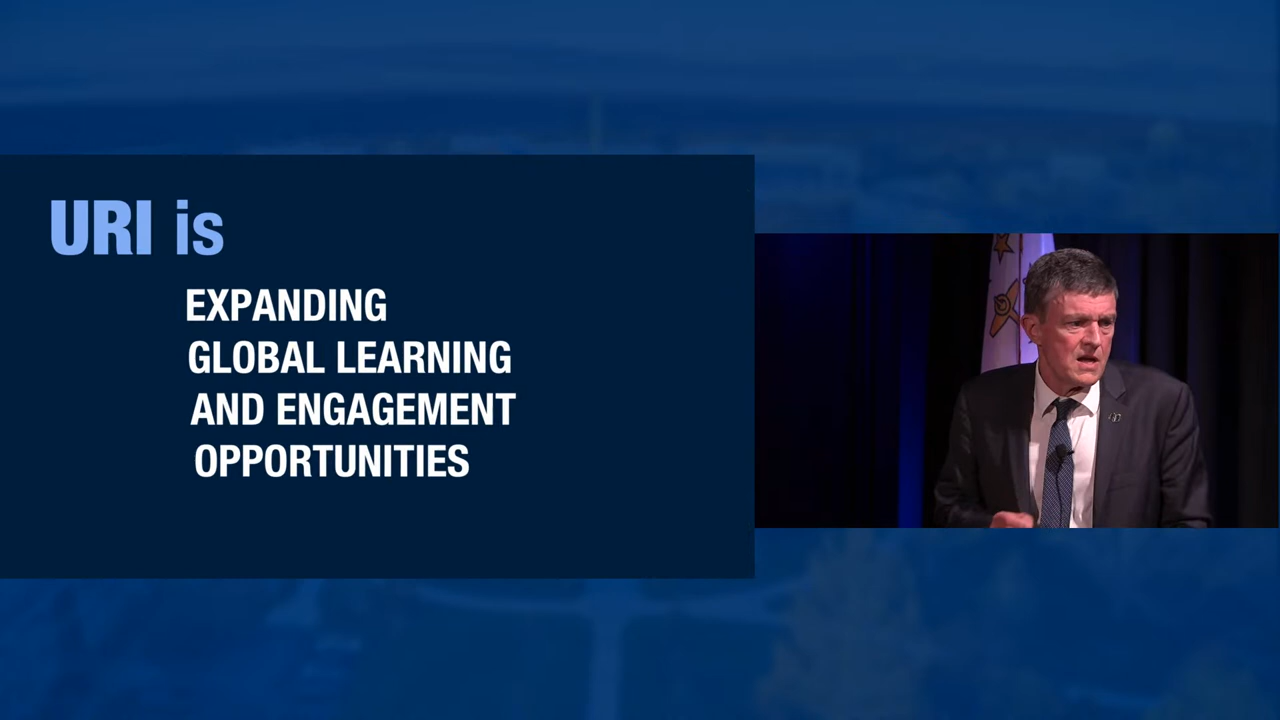 URI is
EXPANDING
GLOBAL LEARNING
AND ENGAGEMENT
OPPORTUNITIES